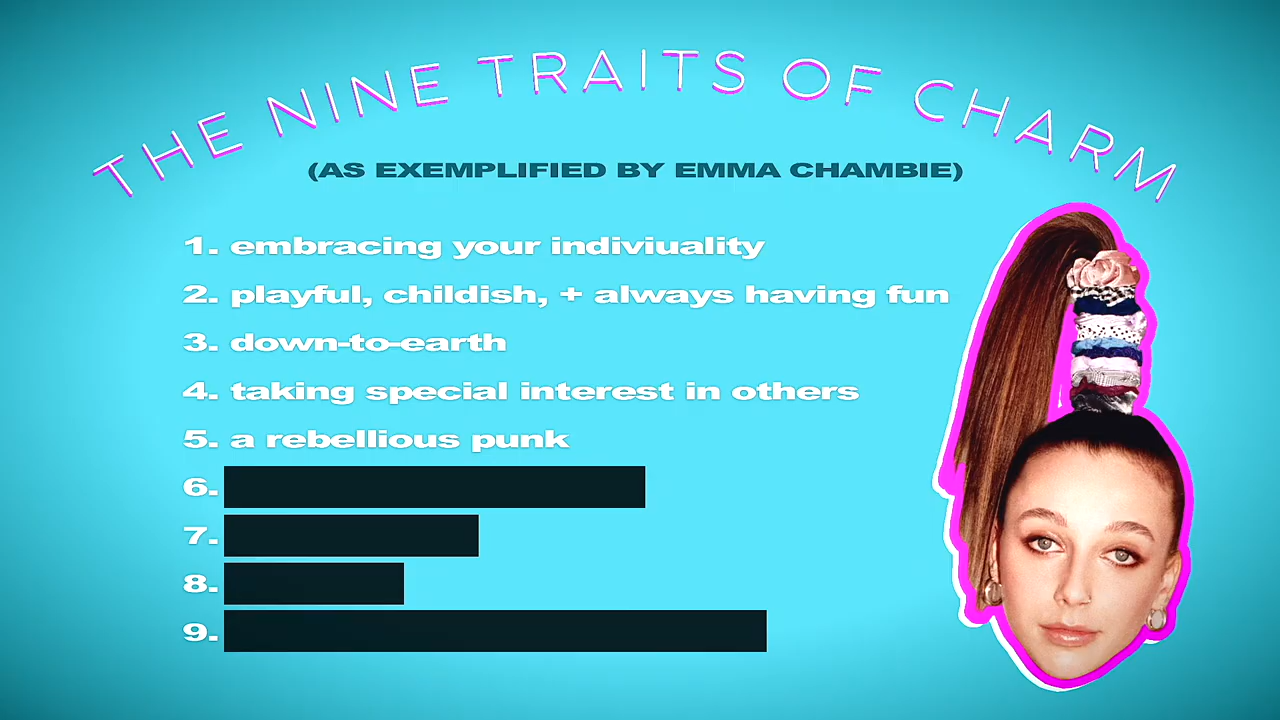 THE NINE TRAITS OF CHARM
(AS EXEMPLIFIED BY EMMA CHAMBIE)
1. embracing your indiviuality
2. playful, childish, + always having fun
3. down-to-earth
4. taking special interest in others
5. a rebellious punk
6.
7.
8.
9.